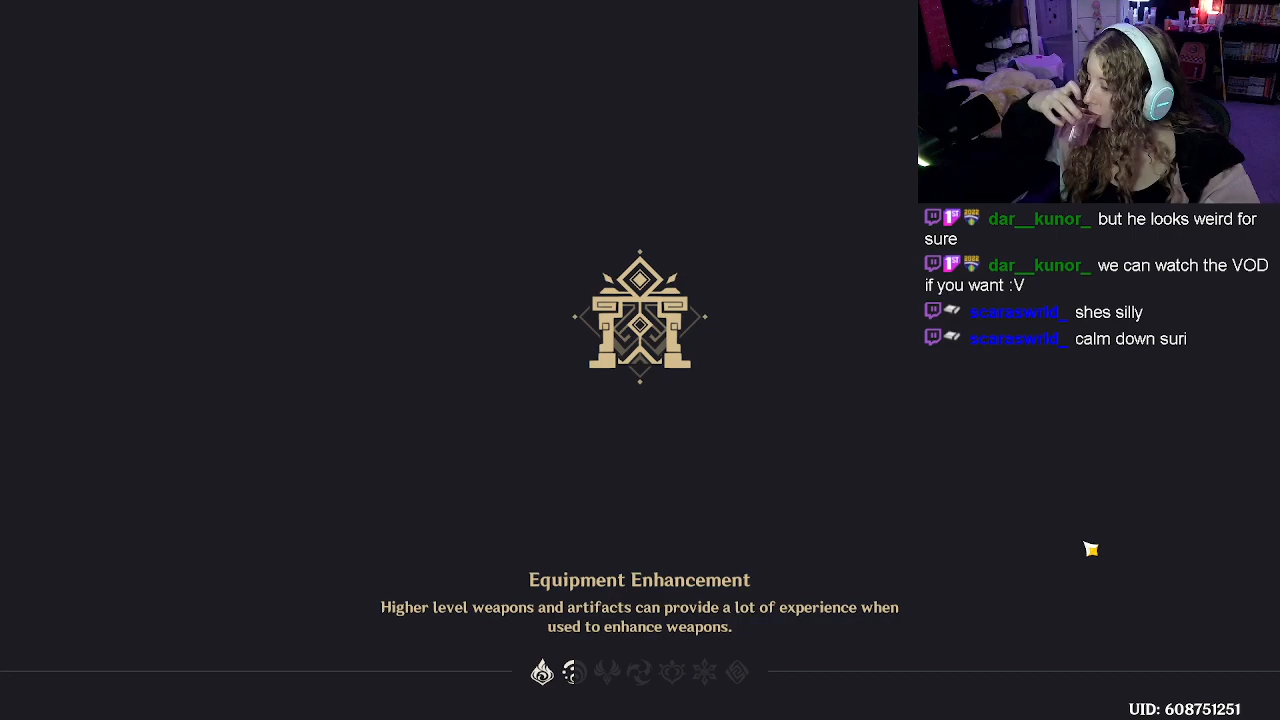 dar__kunor_ but he looks weird for
sure
dar__kunor_ we can watch the VOD
if you want :V
scaraswrld_ shes silly
scaraswrld_ calm down suri
Equipment Enhancement
Higher level weapons and artifacts can provide a lot of experience when
used to enhance weapons.
UID: 608751251